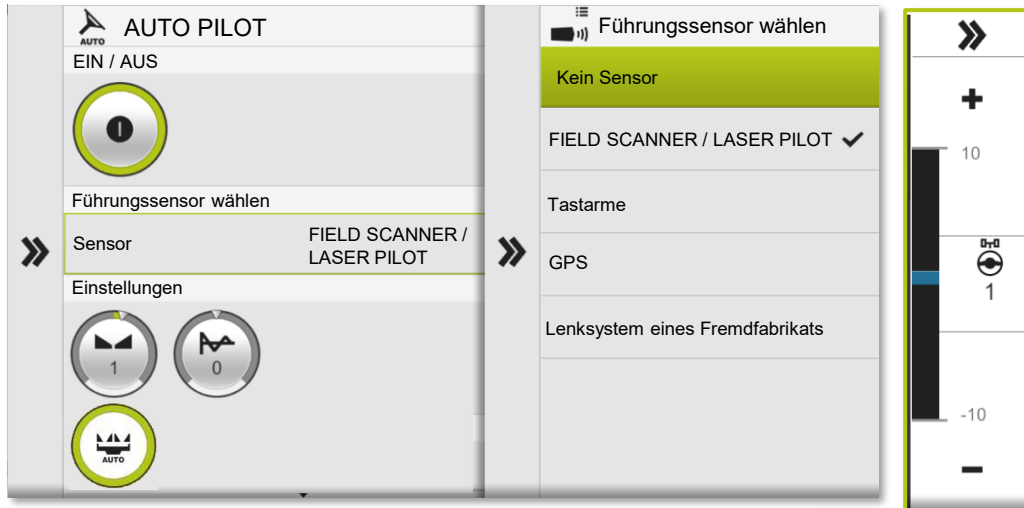 AUTO
AUTO PILOT
EIN / AUS
Führungssensor wählen
Sensor
FIELD SCANNER /
LASER PILOT
Einstellungen
1
0
AUTO
Führungssensor wählen
Kein Sensor
FIELD SCANNER / LASER PILOT
Tastarme
GPS
Lenksystem eines Fremdfabrikats
+
10
1
-10
−